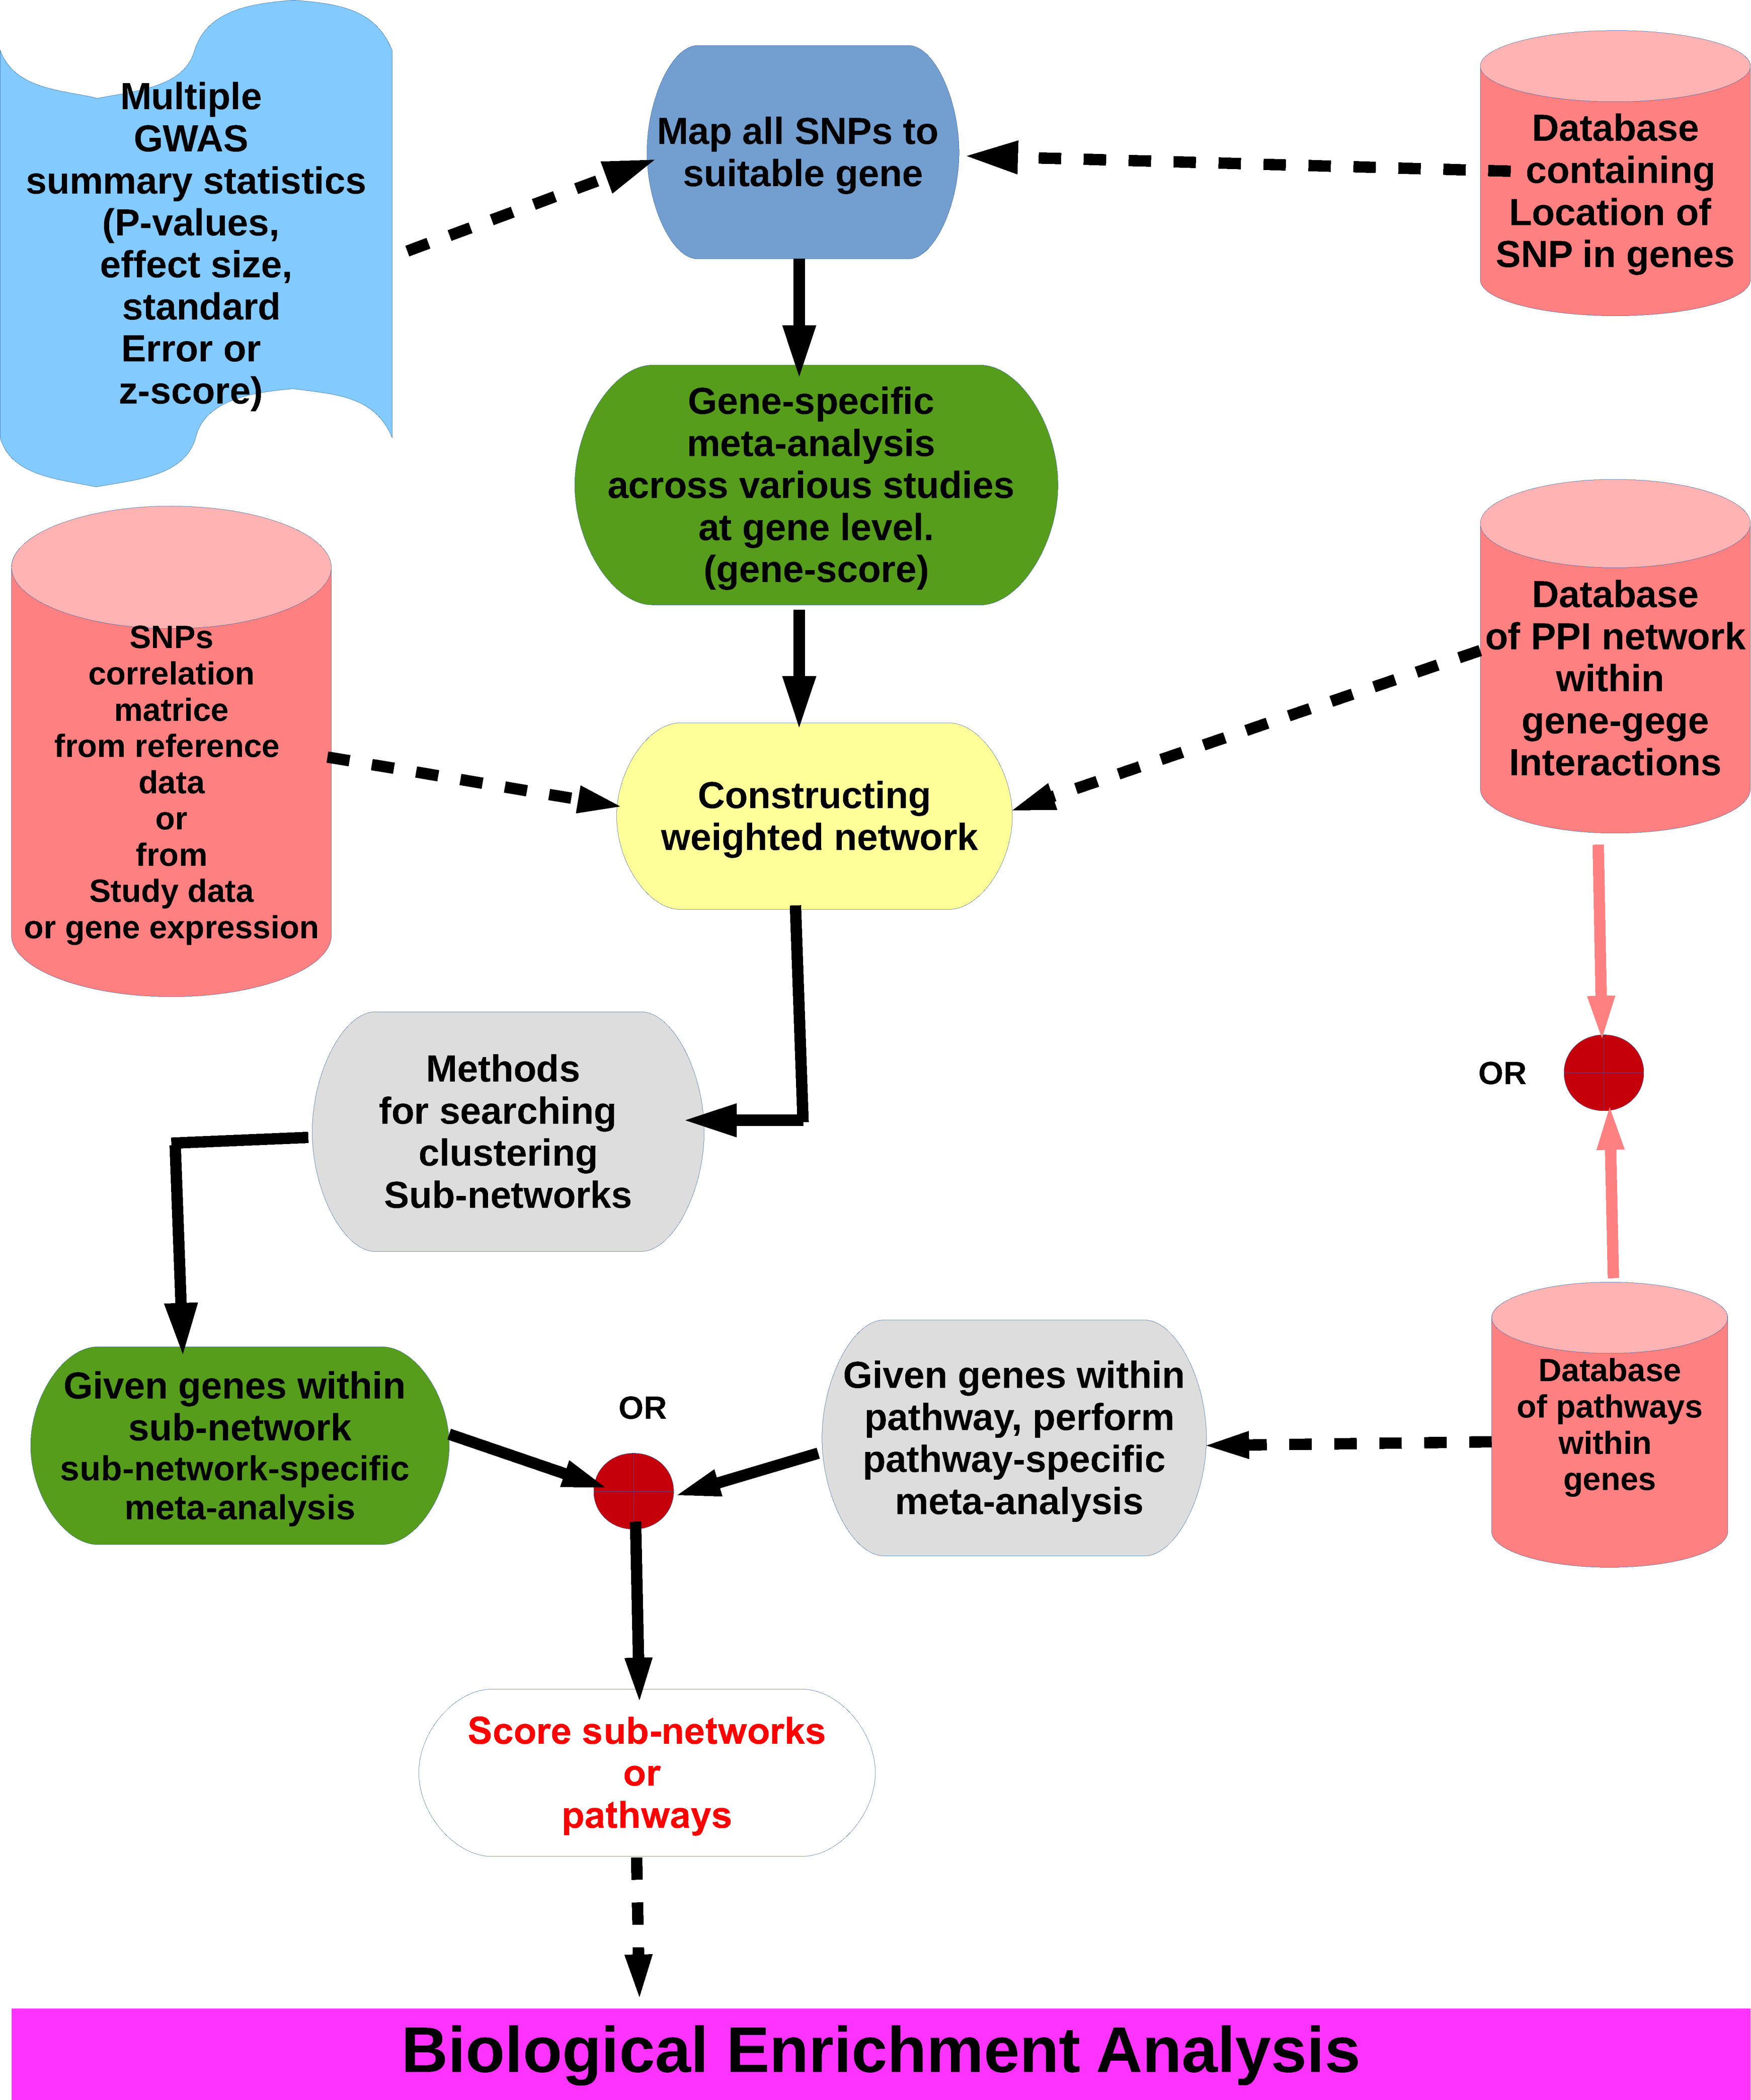 Multiple
GWAS
summary statistics
(P-values,
effect size,
standard
Error or
z-score)
Map all SNPs to
suitable gene
Database
containing
Location of
SNP in genes
Gene-specific
meta-analysis
across various studies
at gene level.
(gene-score)
SNPs
correlation
matrice
from reference
data
or
from
Study data
or gene expression
Database
of PPI network
within
gene-gege
Interactions
Constructing
weighted network
OR
Methods
for searching
clustering
Sub-networks
Given genes within
sub-network
sub-network-specific
meta-analysis
OR
Given genes within
pathway, perform
pathway-specific
meta-analysis
Database
of pathways
within
genes
Score sub-networks
or
pathways
Biological Enrichment Analysis